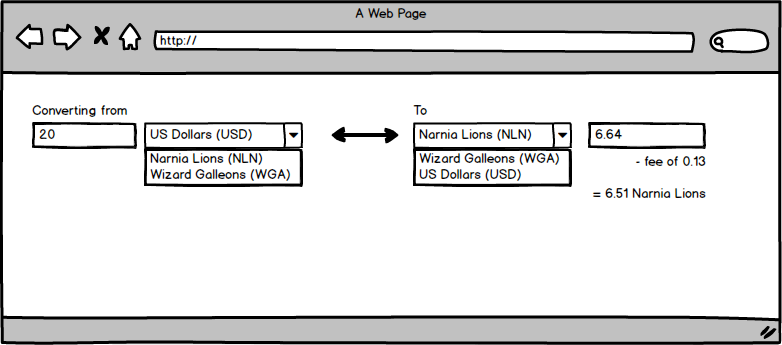 A Web Page
http://
Converting from
To
20
US Dollars (USD)
Narnia Lions (NLN)
6.64
Narnia Lions (NLN)
Wizard Galleons (WGA)
Wizard Galleons (WGA)
US Dollars (USD)
- fee of 0.13
= 6.51 Narnia Lions